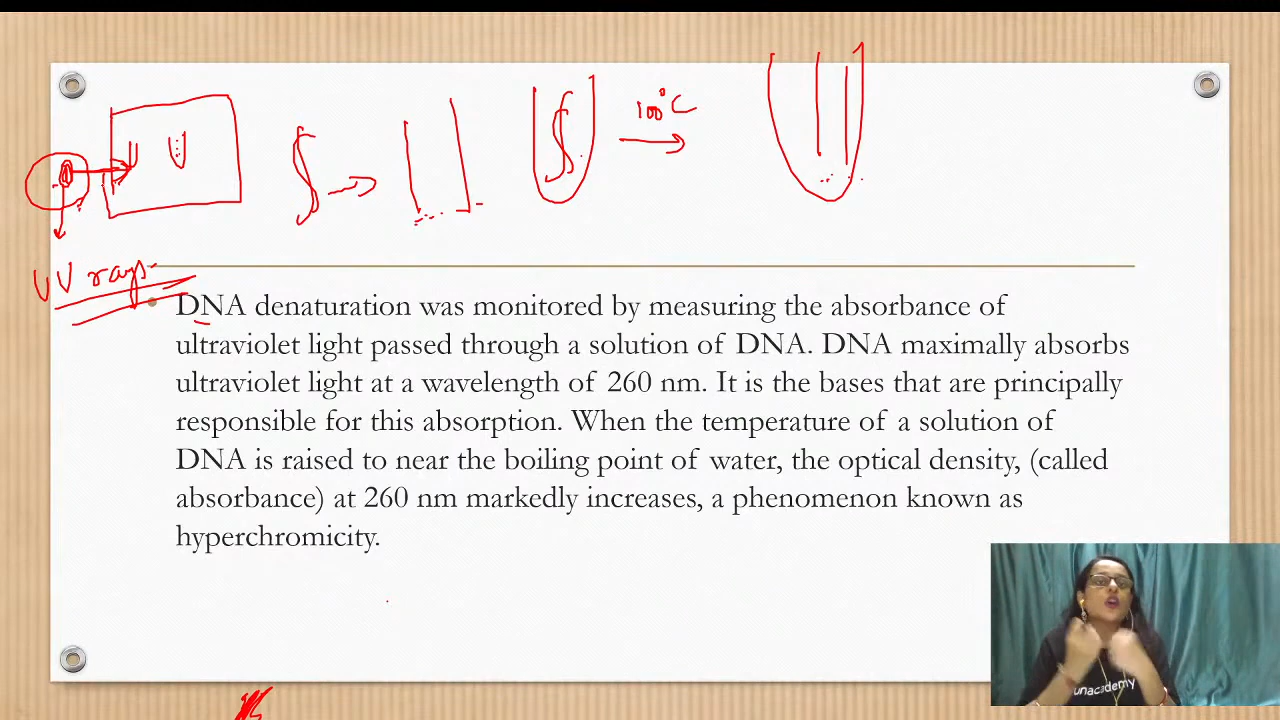 100°C
UV rays
DNA denaturation was monitored by measuring the absorbance of
ultraviolet light passed through a solution of DNA. DNA maximally absorbs
ultraviolet light at a wavelength of 260 nm. It is the bases that are principally
responsible for this absorption. When the temperature of a solution of
DNA is raised to near the boiling point of water, the optical density, (called
absorbance) at 260 nm markedly increases, a phenomenon known as
hyperchromicity.
unacademy